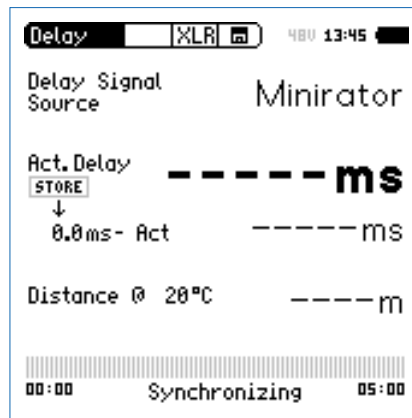 Delay XLR 48V 13:45
Delay Signal
Source
Minirator
Act.Delay -----ms
STORE
0.0ms- Act -----ms
Distance @ 20°C ----m
00:00 Synchronizing 05:00